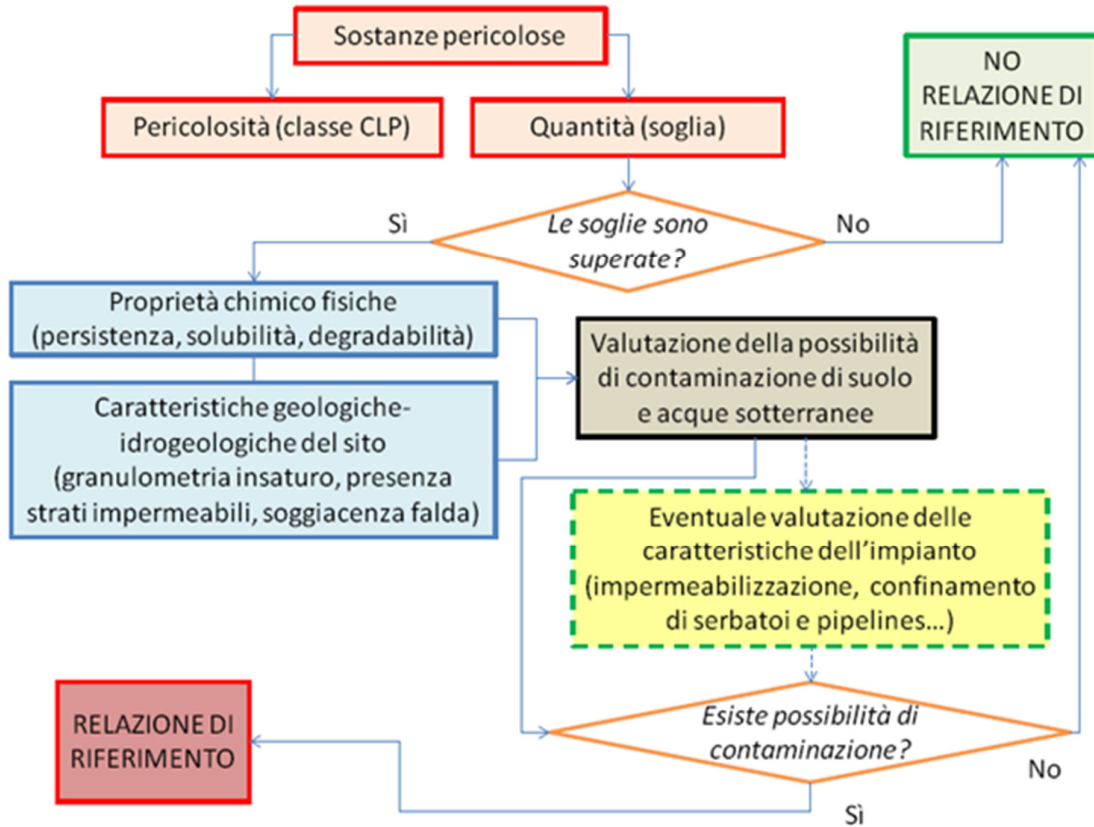 Sostanze pericolose
NO
RELAZIONE DI
RIFERIMENTO
Pericolosità (classe CLP)
Quantità (soglia)
Sì
Le soglie sono
superate?
No
Proprietà chimico fisiche
(persistenza, solubilità, degradabilità)
Valutazione della possibilità
di contaminazione di suolo
e acque sotterranee
Caratteristiche geologiche-
idrogeologiche del sito
(granulometria insaturo, presenza
strati impermeabili, soggiacenza falda)
Eventuale valutazione delle
caratteristiche dell'impianto
(impermeabilizzazione, confinamento
di serbatoi e pipelines...)
RELAZIONE DI
RIFERIMENTO
Esiste possibilità di
contaminazione?
No
Sì